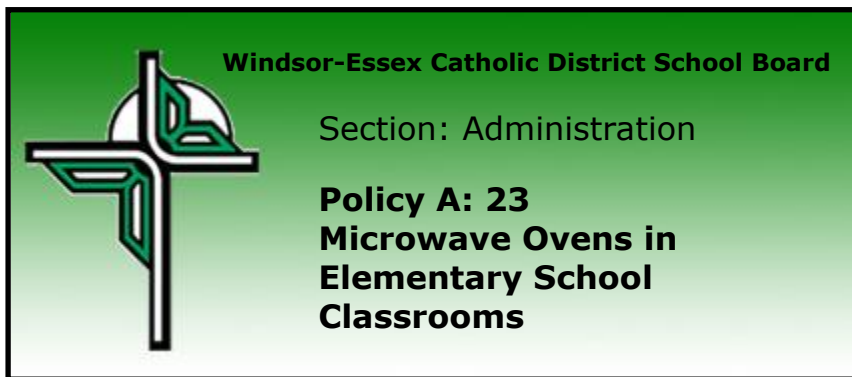 Windsor-Essex Catholic District School Board
Section: Administration
Policy A: 23
Microwave Ovens in
Elementary School
Classrooms